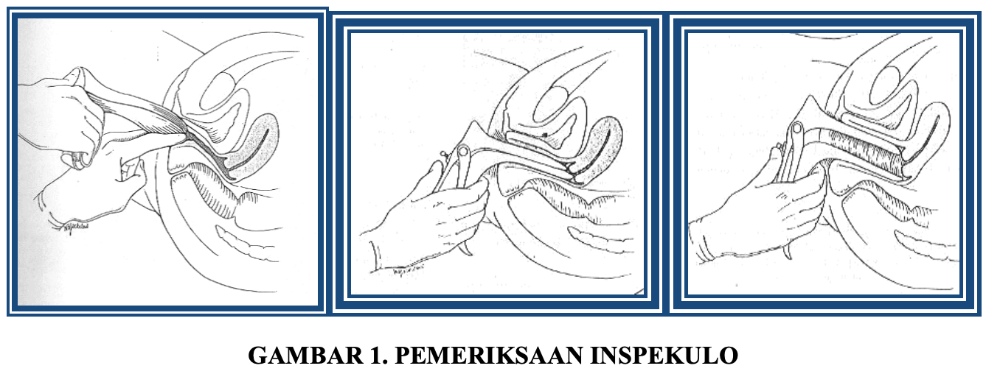 GAMBAR 1. PEMERIKSAAN INSPEKULO